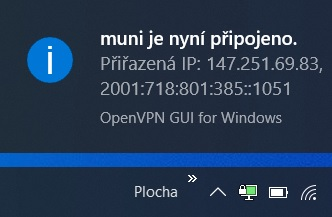 muni je nyní připojeno.
Přiřazená IP: 147.251.69.83,
2001:718:801:385::1051
OpenVPN GUI for Windows
Plocha »